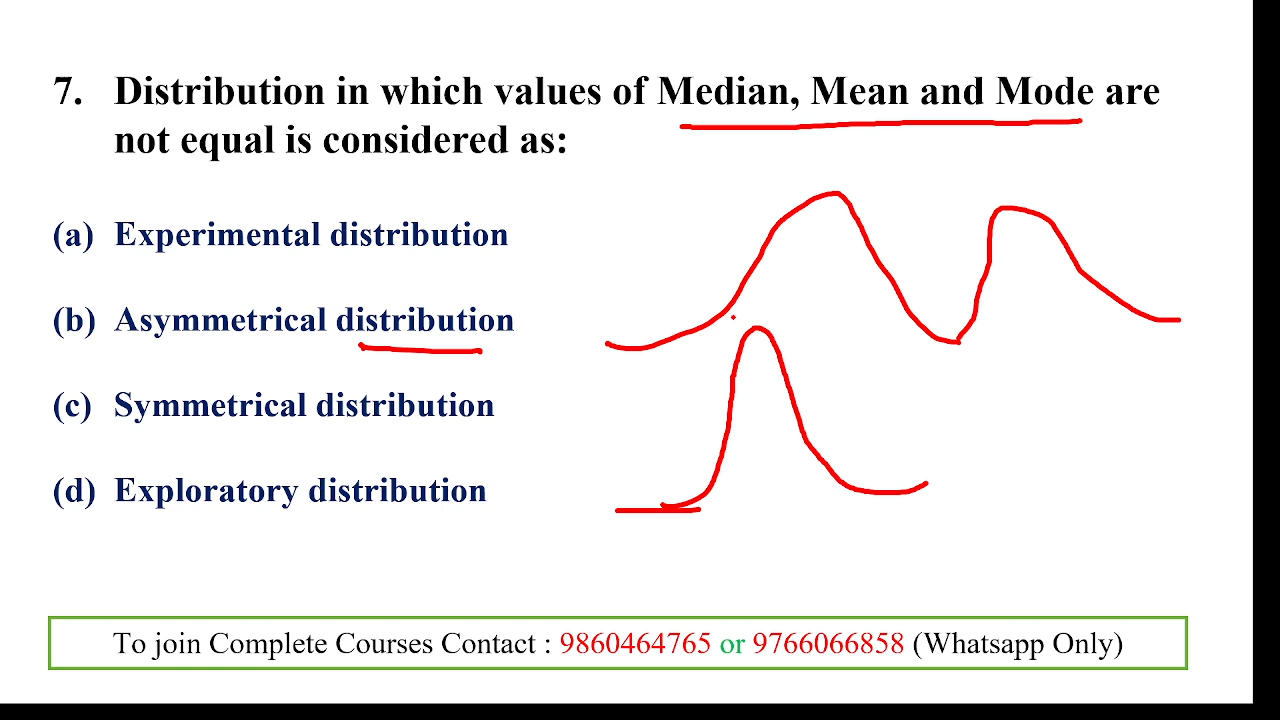 7. Distribution in which values of Median, Mean and Mode are
not equal is considered as:
(a) Experimental distribution
(b) Asymmetrical distribution
(c) Symmetrical distribution
(d) Exploratory distribution
To join Complete Courses Contact : 9860464765 or 9766066858 (Whatsapp Only)